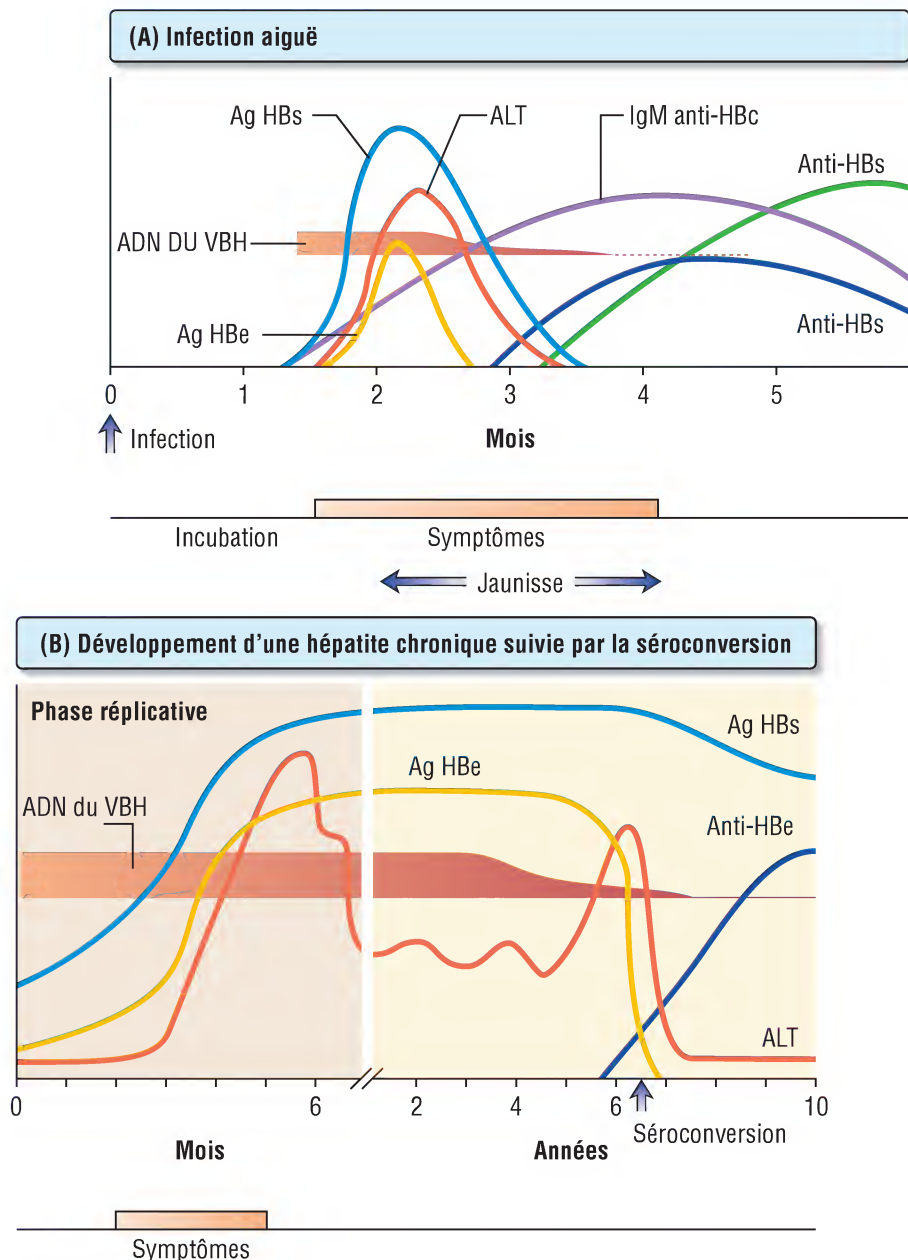 (A) Infection aiguë
Ag HBs
ALT
IgM anti-HBc
Anti-HBs
ADN DU VBH
Ag HBe
Anti-HBs
0 1 2 3 4 5
Infection
Mois
Incubation
Symptômes
Jaunisse
(B) Développement d’une hépatite chronique suivie par la séroconversion
Phase réplicative
Ag HBs
Ag HBe
ADN du VBH
Anti-HBe
ALT
0 6 2 4 6 8 10
Séroconversion
Mois
Années
Symptômes